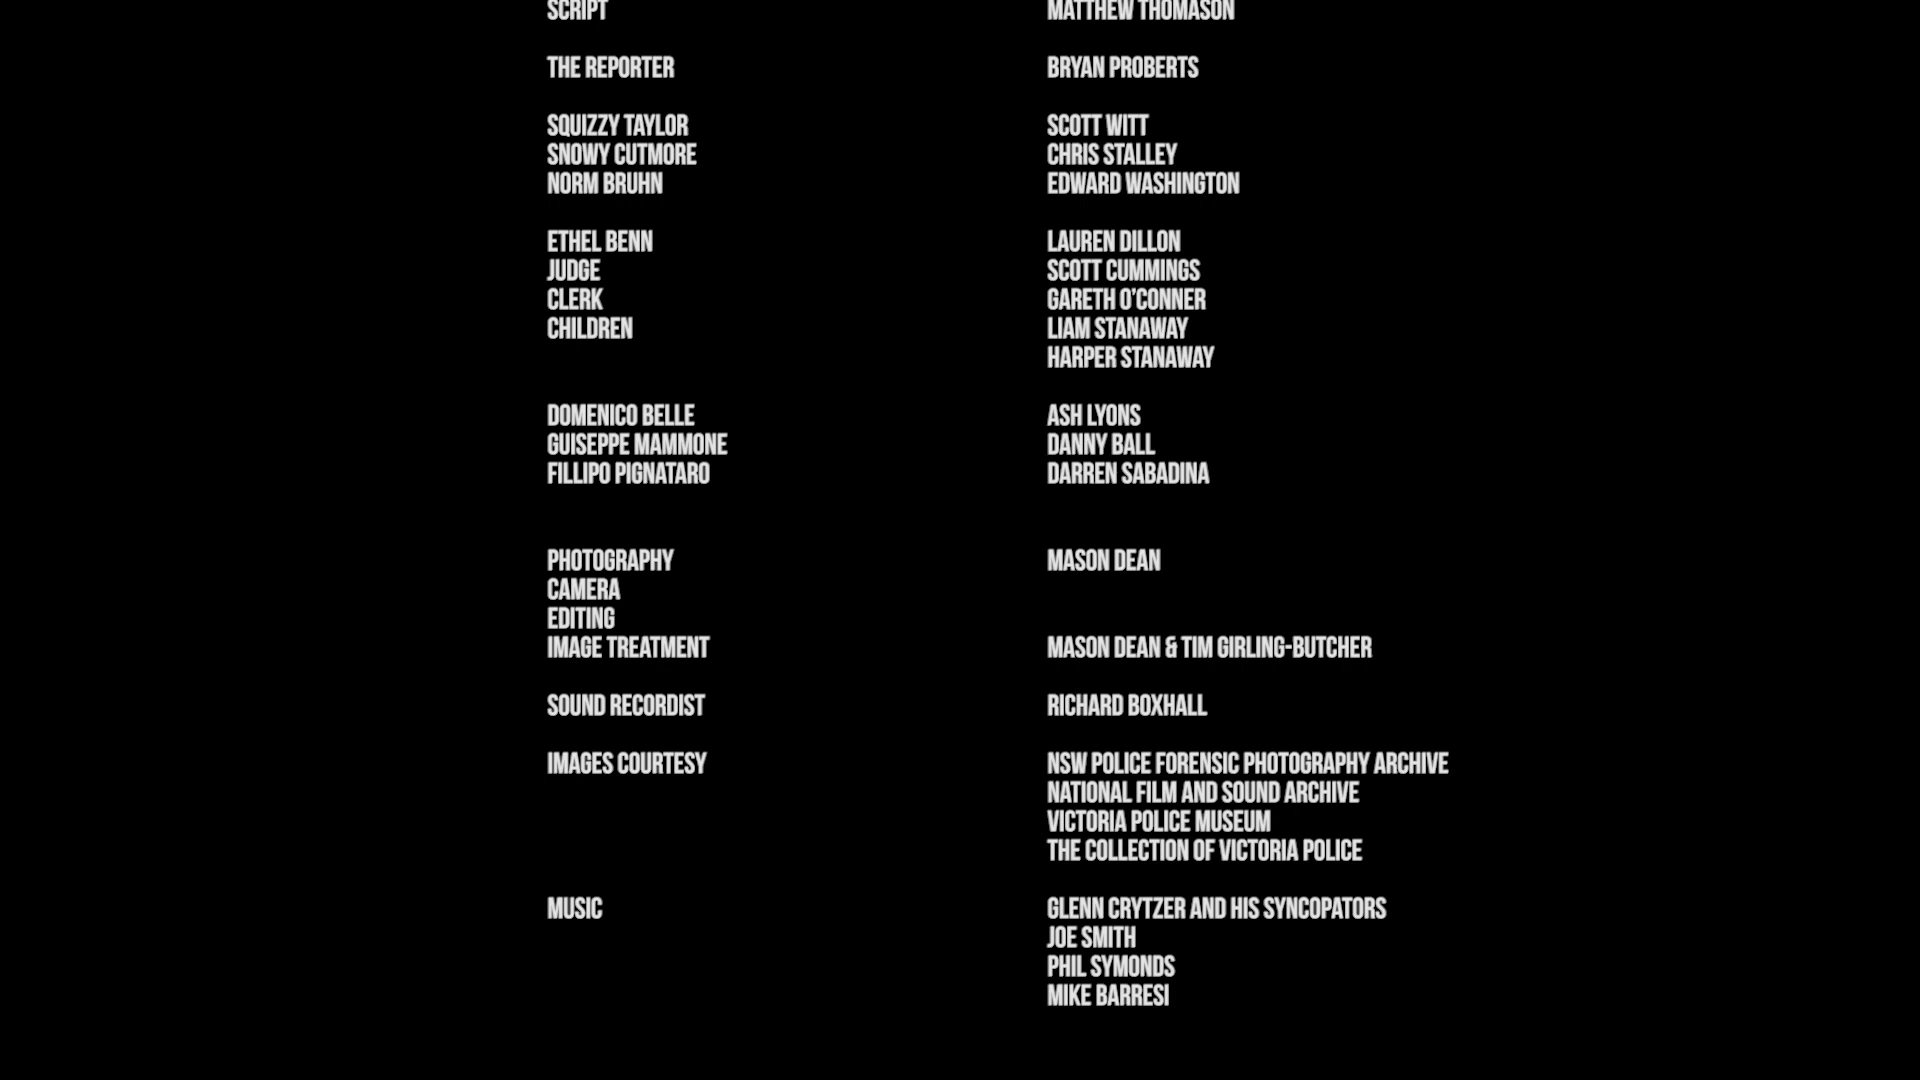 SCRIPT MATTHEW THOMASON
THE REPORTER BRYAN PROBERTS
SQUIZZY TAYLOR SCOTT WITT
SNOWY CUTMORE CHRIS STALLEY
NORM BRUHN EDWARD WASHINGTON
ETHEL BENN LAUREN DILLON
JUDGE SCOTT CUMMINGS
CLERK GARETH O'CONNER
CHILDREN LIAM STANAWAY
HARPER STANAWAY
DOMENICO BELLE ASH LYONS
GUISEPPE MAMMONE DANNY BALL
FILLIPO PIGNATARO DARREN SABADINA
PHOTOGRAPHY MASON DEAN
CAMERA
EDITING
IMAGE TREATMENT MASON DEAN & TIM GIRLING-BUTCHER
SOUND RECORDIST RICHARD BOXHALL
IMAGES COURTESY NSW POLICE FORENSIC PHOTOGRAPHY ARCHIVE
NATIONAL FILM AND SOUND ARCHIVE
VICTORIA POLICE MUSEUM
THE COLLECTION OF VICTORIA POLICE
MUSIC GLENN CRYTZER AND HIS SYNCOPATORS
JOE SMITH
PHIL SYMONDS
MIKE BARRESI